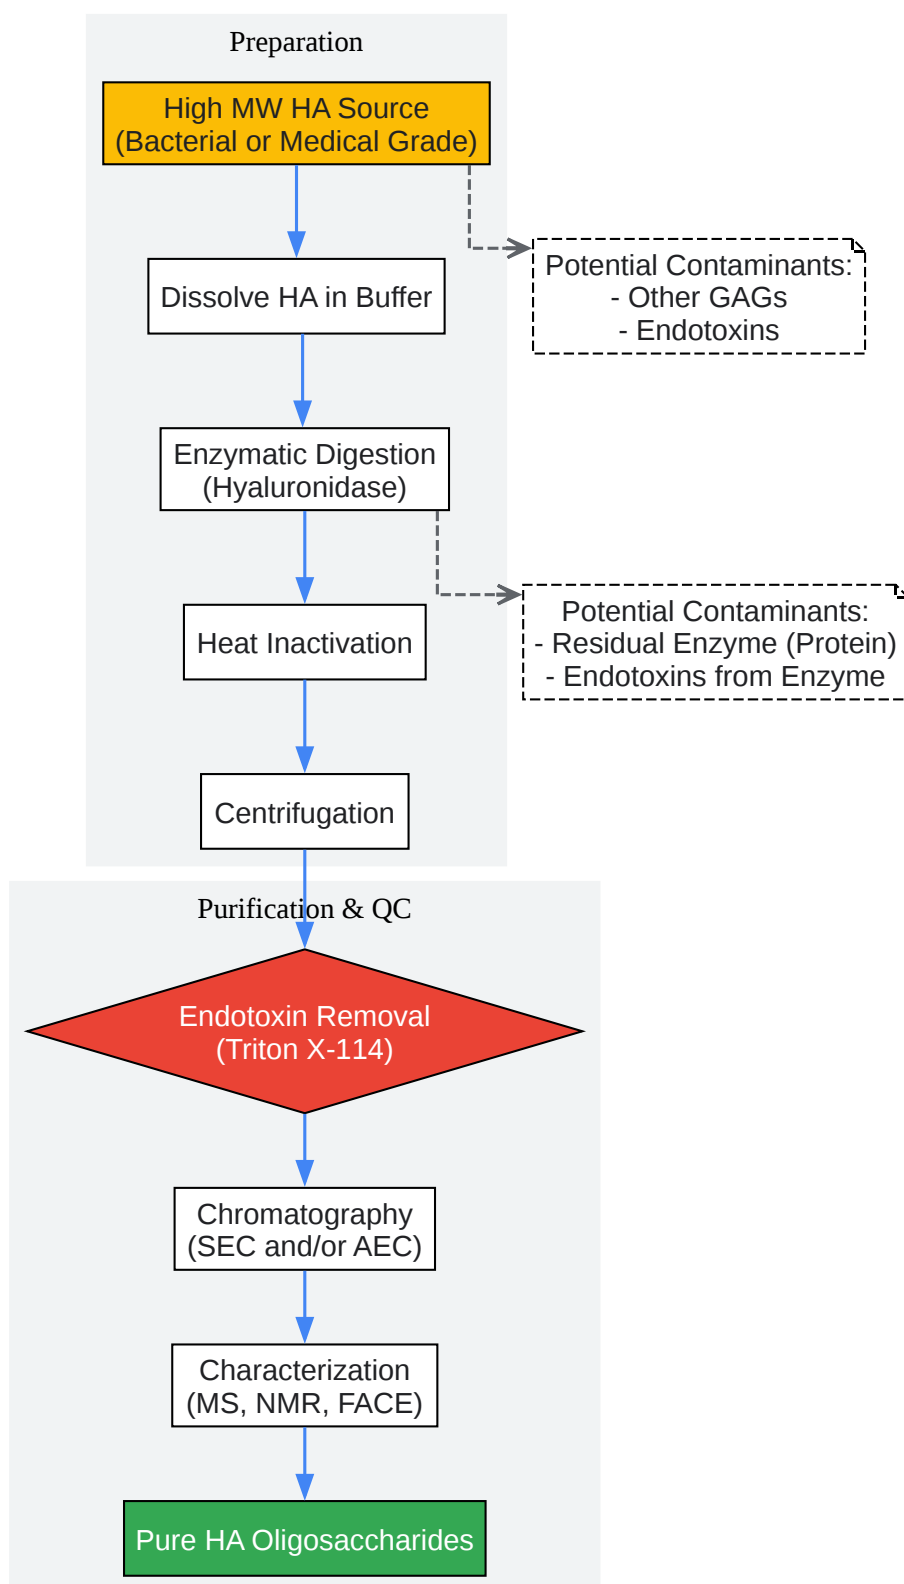 Preparation
High MW HA Source
(Bacterial or Medical Grade)
Potential Contaminants:
- Other GAGs
- Endotoxins
Dissolve HA in Buffer
Enzymatic Digestion
(Hyaluronidase)
Potential Contaminants:
- Residual Enzyme (Protein)
- Endotoxins from Enzyme
Heat Inactivation
Centrifugation
Purification & QC
Endotoxin Removal
(Triton X-114)
Chromatography
(SEC and/or AEC)
Characterization
(MS, NMR, FACE)
Pure HA Oligosaccharides